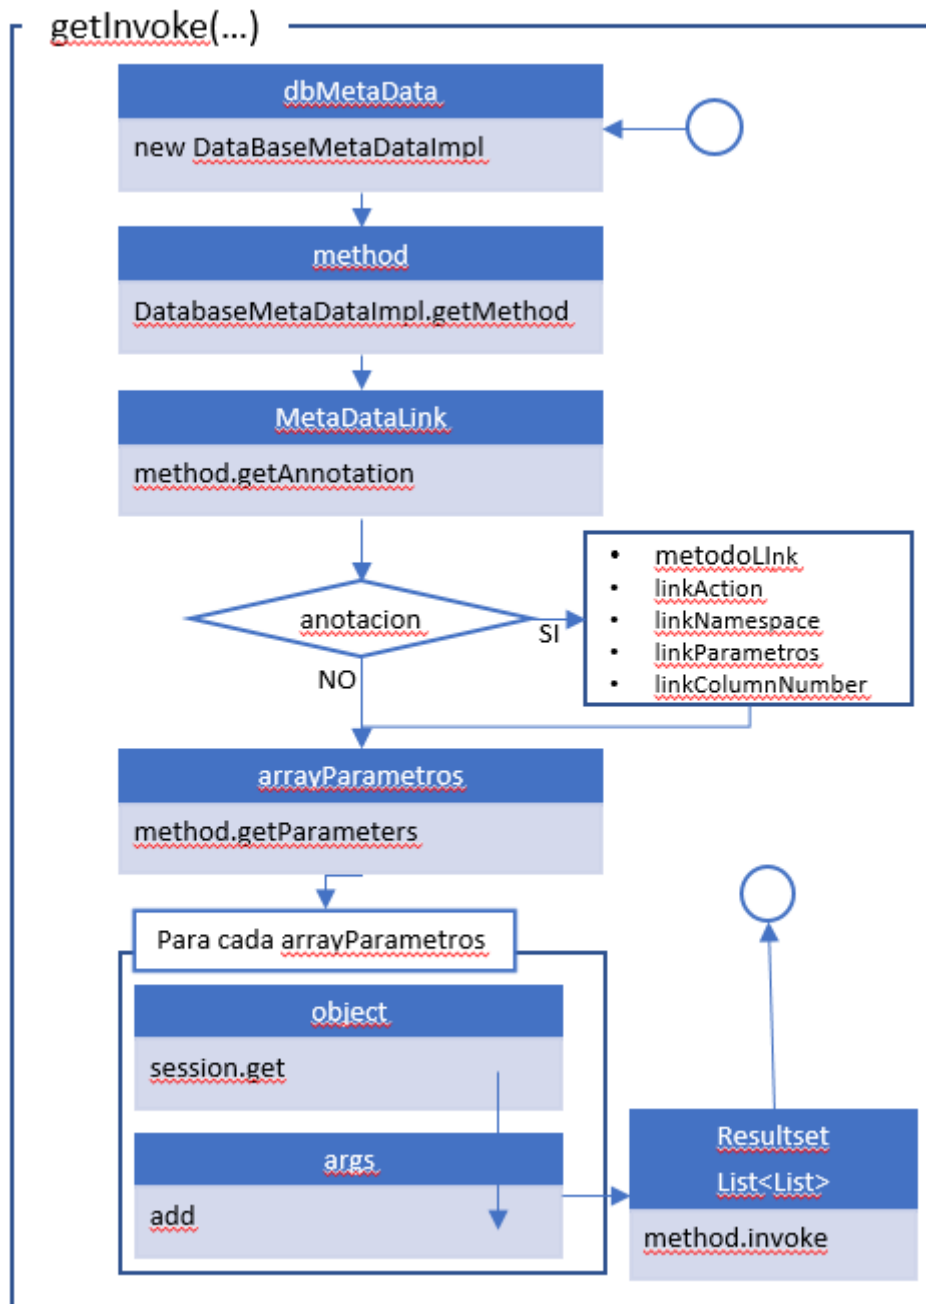 getInvoke(...)
dbMetaData
new DataBaseMetaDataImpl
method
DatabaseMetaDataImpl.getMethod
MetaDataLink
method.getAnnotation
anotacion
SI
NO
• metodoLInk
• linkAction
• linkNamespace
• linkParametros
• linkColumnNumber
arrayParametros
method.getParameters
Para cada arrayParametros
object
session.get
args
add
Resultset
List<List>
method.invoke